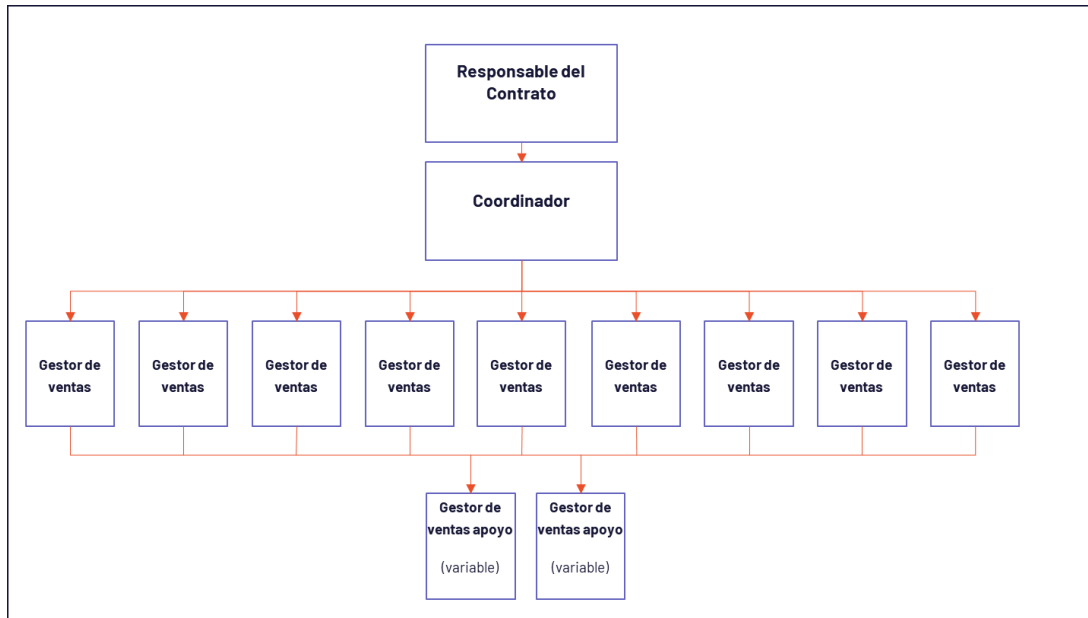 Responsable del
Contrato
Coordinador
Gestor de
ventas
Gestor de
ventas
Gestor de
ventas
Gestor de
ventas
Gestor de
ventas
Gestor de
ventas
Gestor de
ventas
Gestor de
ventas
Gestor de
ventas
Gestor de
ventas apoyo
(variable)
Gestor de
ventas apoyo
(variable)